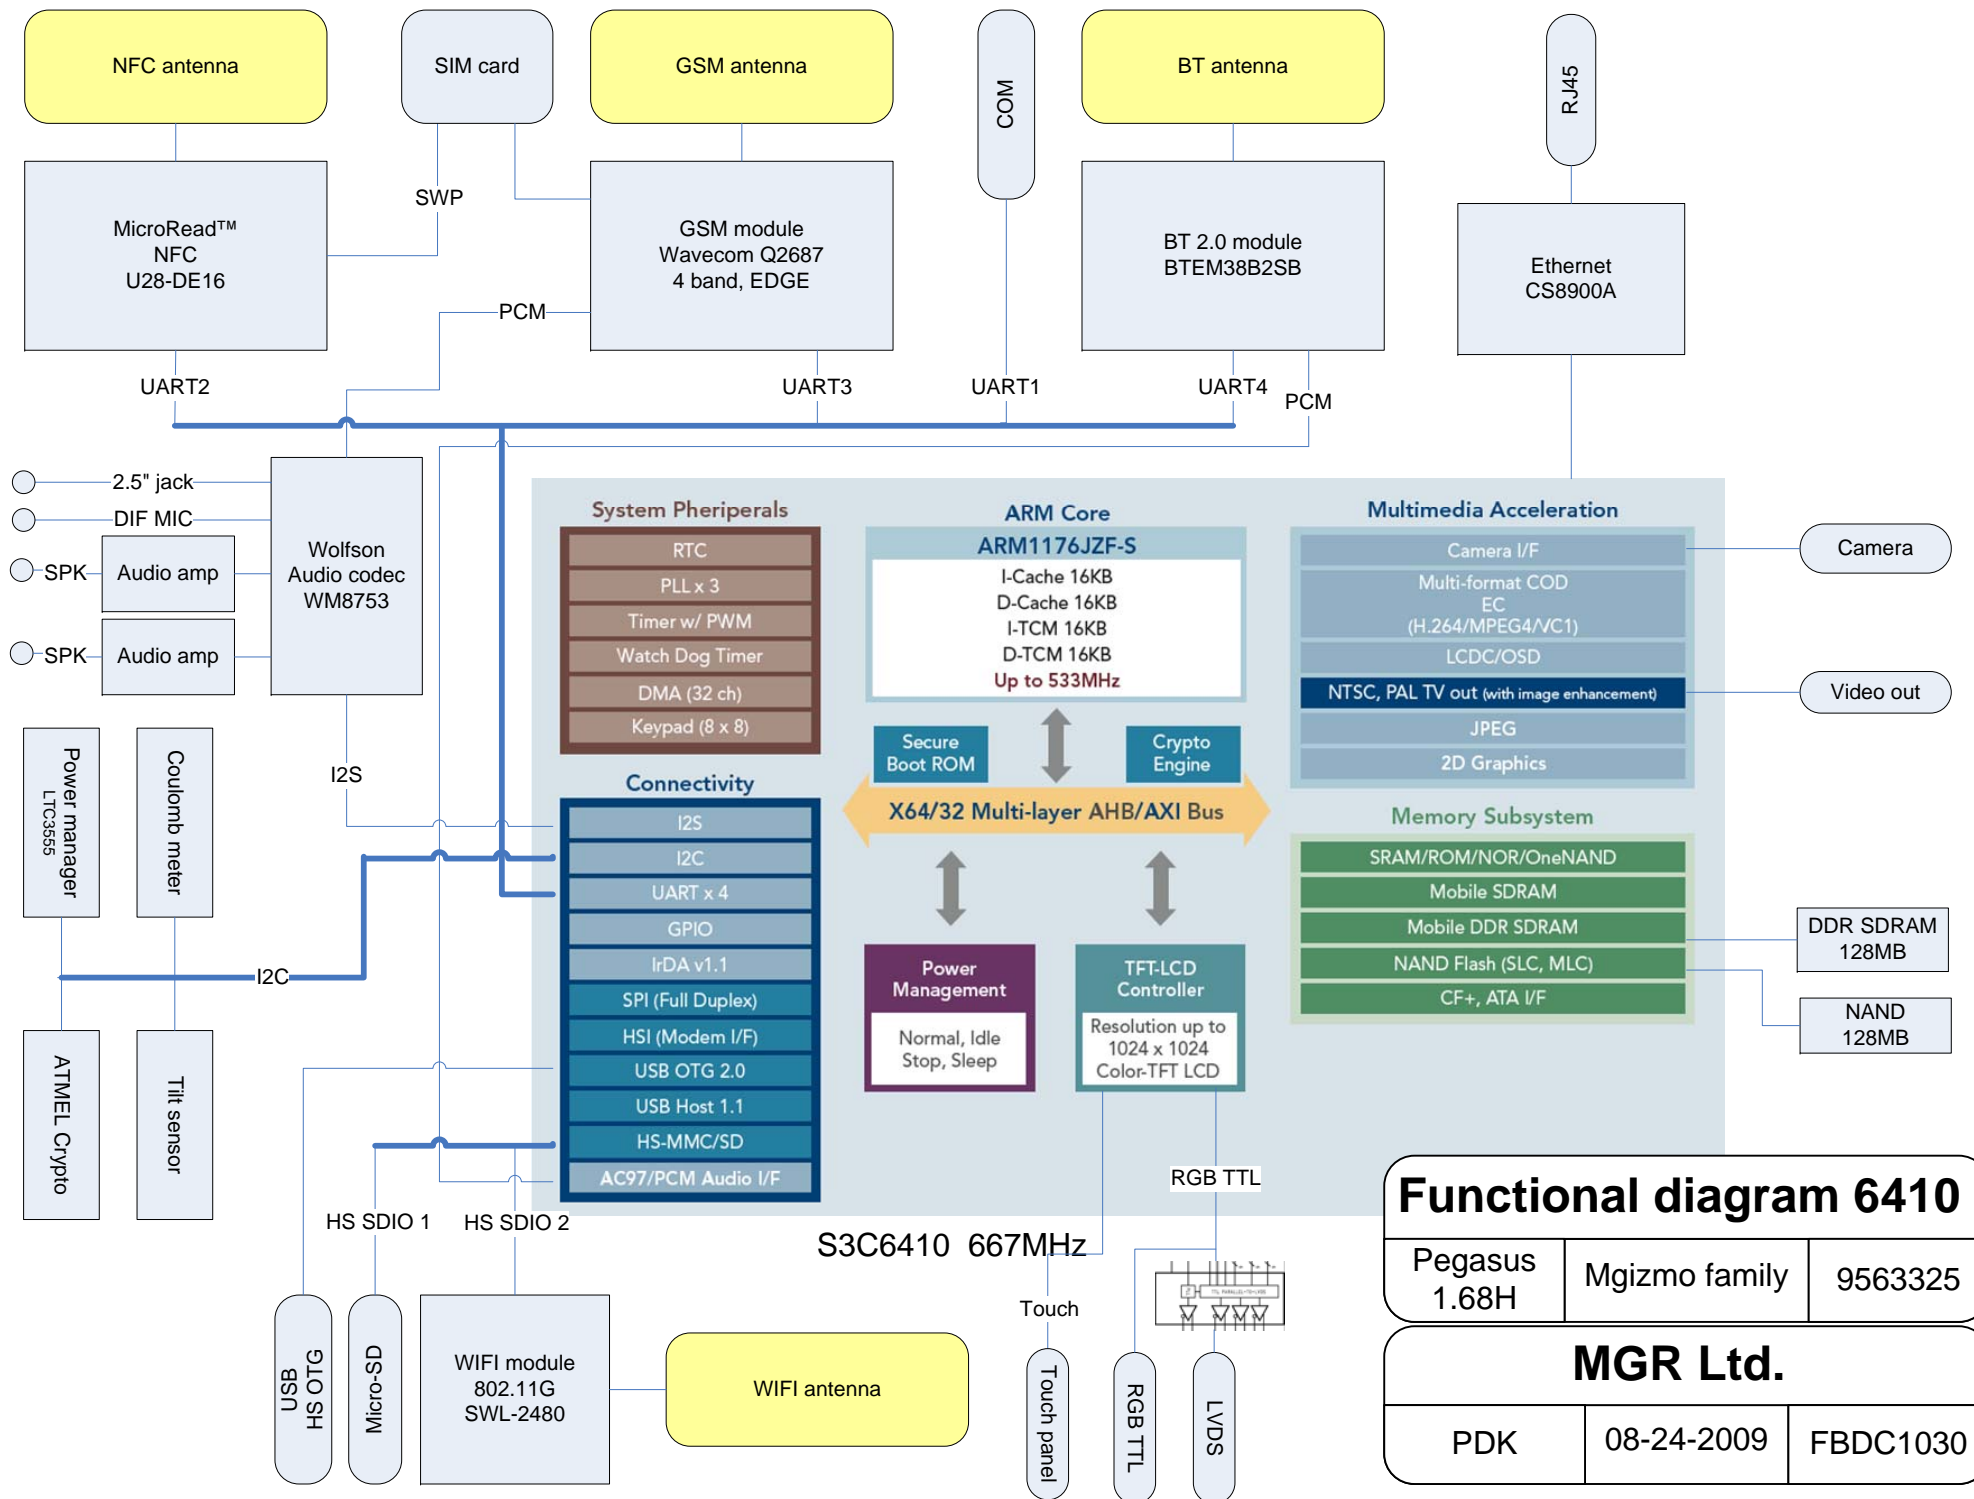 NFC antenna
SIM card
GSM antenna
COM
BT antenna
RJ45
MicroRead™
NFC
U28-DE16
SWP
GSM module
Wavecom Q2687
4 band, EDGE
BT 2.0 module
BTEM38B2SB
Ethernet
CS8900A
PCM
UART2
UART3
UART1
UART4
PCM
2.5" jack
DIF MIC
SPK
Audio amp
SPK
Audio amp
Wolfson
Audio codec
WM8753
I2S
Power manager
LTC3555
Coulomb meter
I2C
ATMEL Crypto
Tilt sensor
System Pheriperals
RTC
PLL x 3
Timer w/ PWM
Watch Dog Timer
DMA (32 ch)
Keypad (8 x 8)
Connectivity
I2S
I2C
UART x 4
GPIO
IrDA v1.1
SPI (Full Duplex)
HSI (Modem I/F)
USB OTG 2.0
USB Host 1.1
HS-MMC/SD
AC97/PCM Audio I/F
ARM Core
ARM1176JZF-S
I-Cache 16KB
D-Cache 16KB
I-TCM 16KB
D-TCM 16KB
Up to 533MHz
Secure
Boot ROM
Crypto
Engine
X64/32 Multi-layer AHB/AXI Bus
Power
Management
Normal, Idle
Stop, Sleep
TFT-LCD
Controller
Resolution up to
1024 x 1024
Color-TFT LCD
Multimedia Acceleration
Camera I/F
Multi-format COD
EC
(H.264/MPEG4/VC1)
LCDC/OSD
NTSC, PAL TV out (with image enhancement)
JPEG
2D Graphics
Memory Subsystem
SRAM/ROM/NOR/OneNAND
Mobile SDRAM
Mobile DDR SDRAM
NAND Flash (SLC, MLC)
CF+, ATA I/F
Camera
Video out
DDR SDRAM
128MB
NAND
128MB
HS SDIO 1
HS SDIO 2
S3C6410  667MHz
RGB TTL
Touch
TTL PARALLEL-TO-LVDS
USB
HS OTG
Micro-SD
WIFI module
802.11G
SWL-2480
WIFI antenna
Touch panel
RGB TTL
LVDS
Functional diagram 6410
Pegasus
1.68H
Mgizmo family
9563325
MGR Ltd.
PDK
08-24-2009
FBDC1030